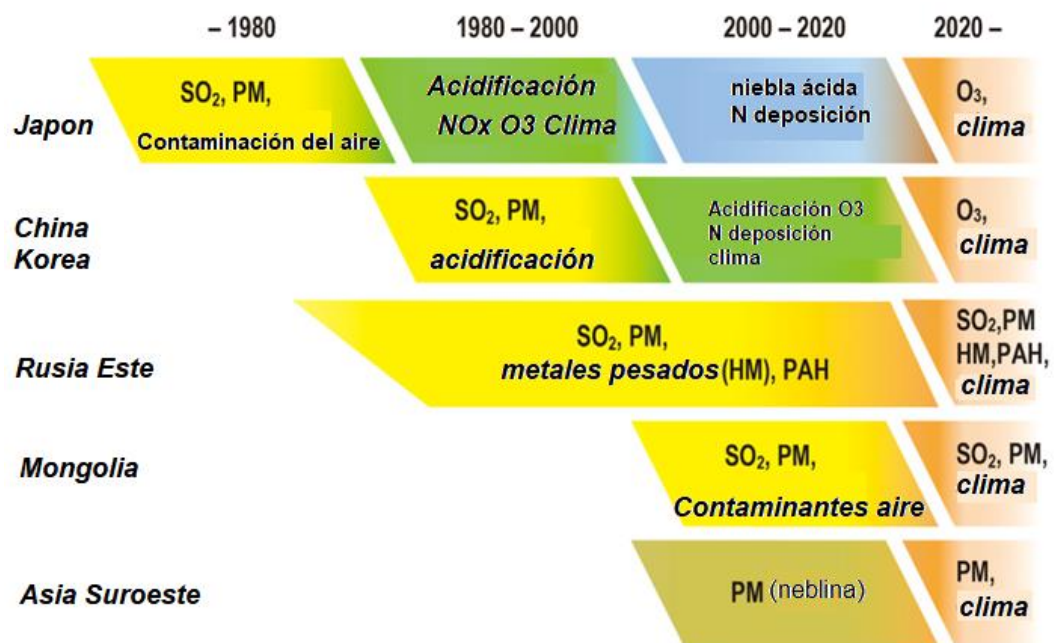 – 1980 1980 – 2000 2000 – 2020 2020 –
Japon
SO₂, PM,
Contaminación del aire
Acidificación
NOx O3 Clima
niebla ácida
N deposición
O₃,
clima
China
Korea
SO₂, PM,
acidificación
Acidificación O3
N deposición
clima
O₃,
clima
Rusia Este
SO₂, PM,
metales pesados (HM), PAH
SO₂,PM
HM,PAH,
clima
Mongolia
SO₂, PM,
Contaminantes aire
SO₂, PM,
clima
Asia Suroeste
PM (neblina)
PM,
clima